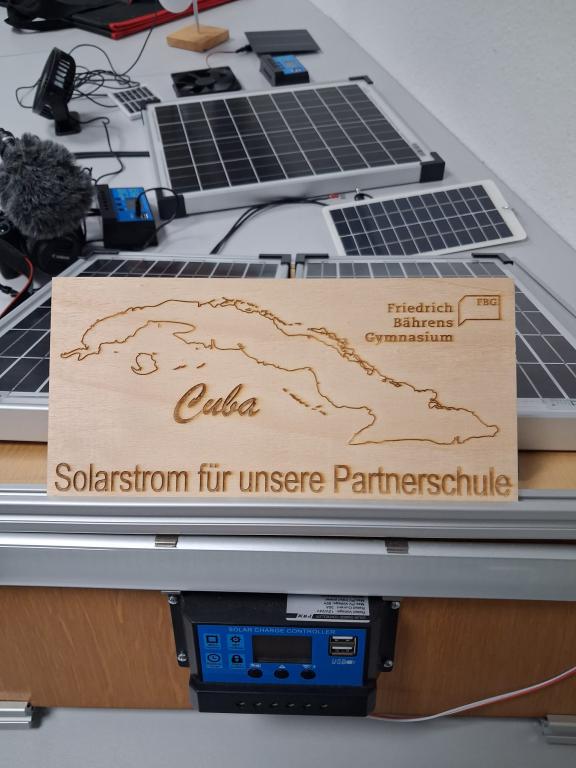 Friedrich
Bährens
Gymnasium
FBG
Cuba
Solarstrom für unsere Partnerschule
SOLAR CHARGE CONTROLLER
USB